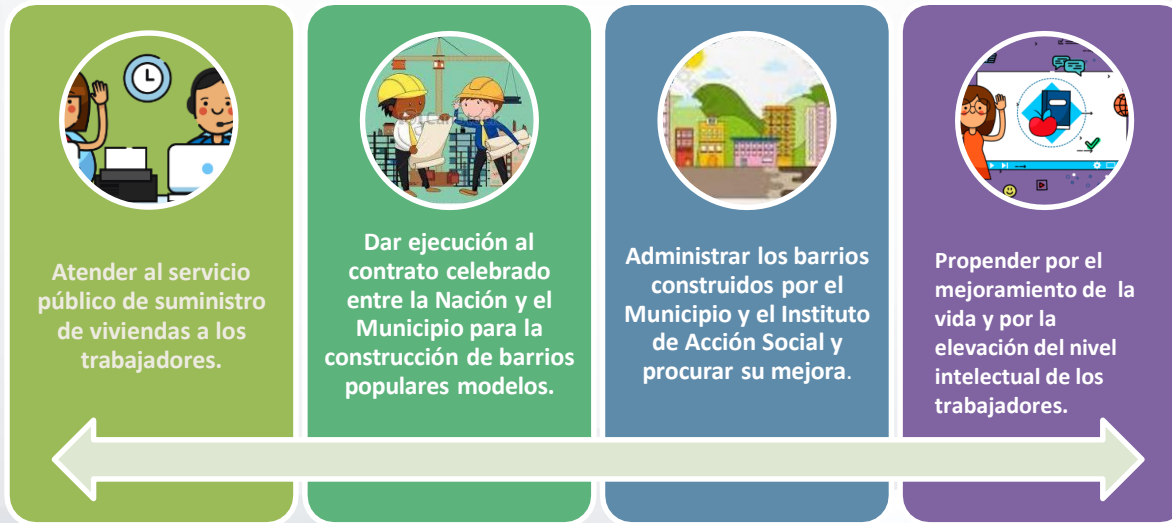 Atender al servicio
público de suministro
de viviendas a los
trabajadores.
Dar ejecución al
contrato celebrado
entre la Nación y el
Municipio para la
construcción de barrios
populares modelos.
Administrar los barrios
construidos por el
Municipio y el Instituto
de Acción Social y
procurar su mejora.
Propender por el
mejoramiento de la
vida y por la
elevación del nivel
intelectual de los
trabajadores.